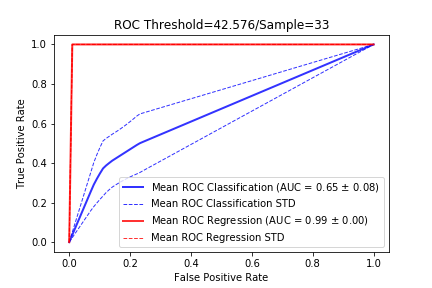 ROC Threshold=42.576/Sample=33
1.0
0.8
0.6
0.4
0.2
0.0
True Positive Rate
Mean ROC Classification (AUC = 0.65 ± 0.08)
Mean ROC Classification STD
Mean ROC Regression (AUC = 0.99 ± 0.00)
Mean ROC Regression STD
0.0 0.2 0.4 0.6 0.8 1.0
False Positive Rate